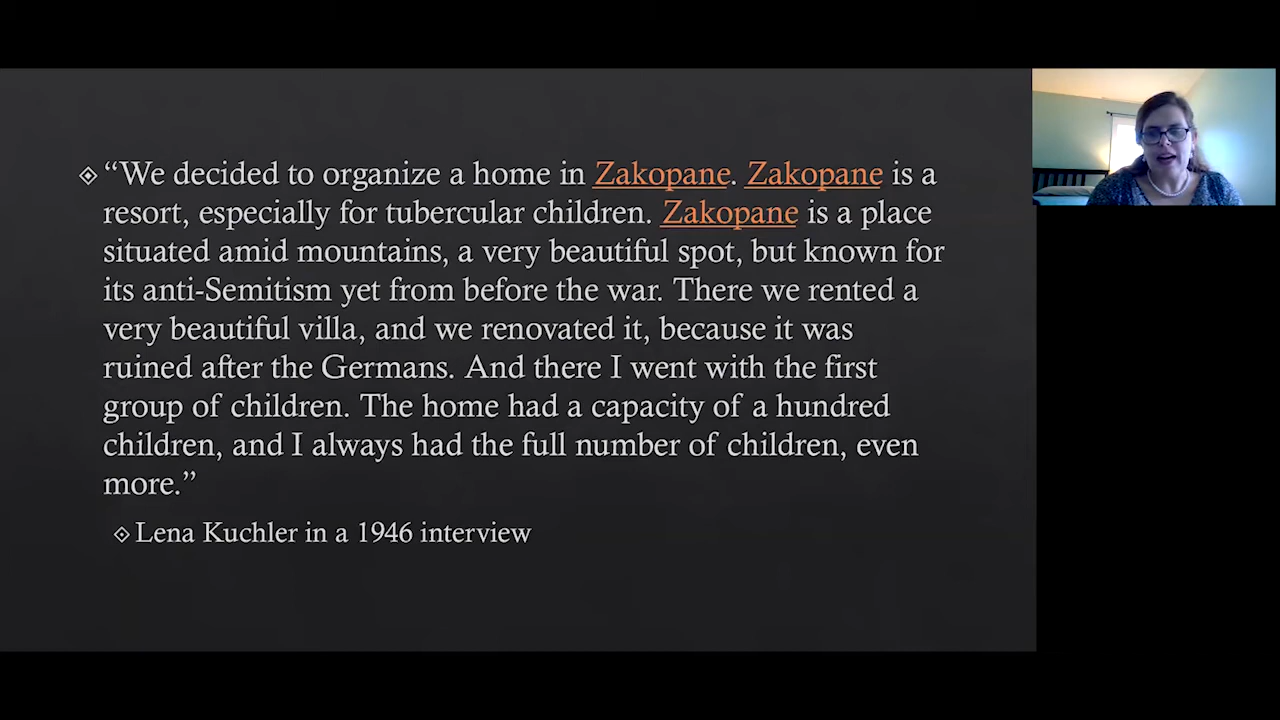 “We decided to organize a home in Zakopane. Zakopane is a
resort, especially for tubercular children. Zakopane is a place
situated amid mountains, a very beautiful spot, but known for
its anti-Semitism yet from before the war. There we rented a
very beautiful villa, and we renovated it, because it was
ruined after the Germans. And there I went with the first
group of children. The home had a capacity of a hundred
children, and I always had the full number of children, even
more.”
Lena Kuchler in a 1946 interview